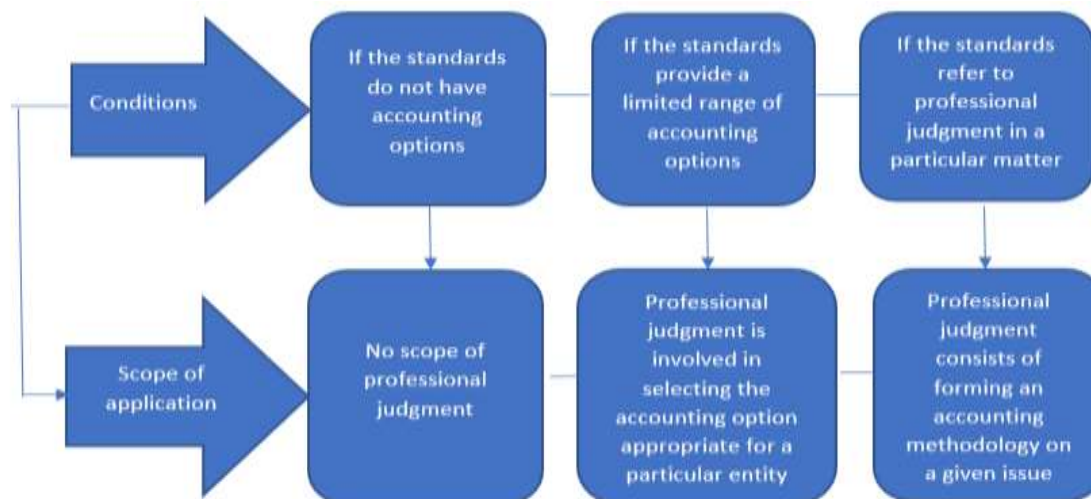 Conditions
If the standards
do not have
accounting
options
If the standards
provide a
limited range of
accounting
options
If the standards
refer to
professional
judgment in a
particular matter
Scope of
application
No scope of
professional
judgment
Professional
judgment is
involved in
selecting the
accounting option
appropriate for a
particular entity
Professional
judgment
consists of
forming an
accounting
methodology on
a given issue